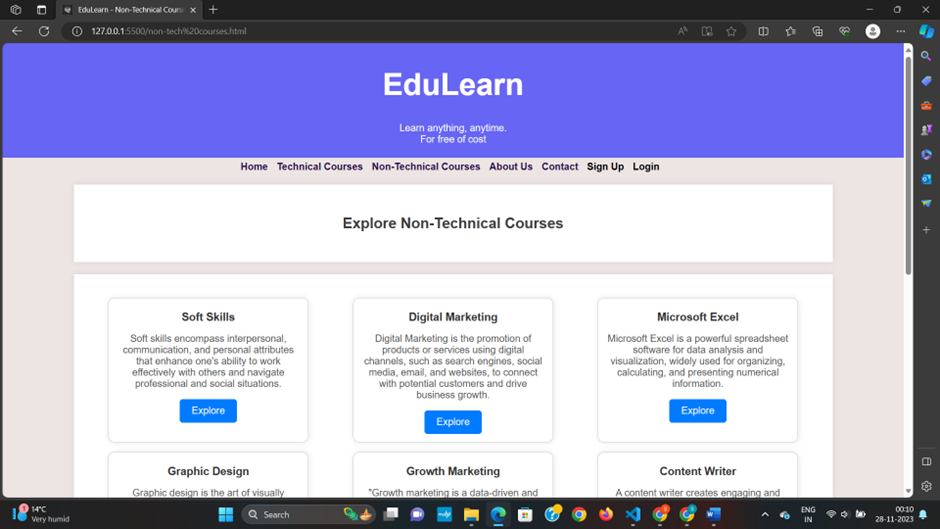 EduLearn - Non-Technical Cours
127.0.0.1:5500/non-tech%20courses.html
EduLearn
Learn anything, anytime.
For free of cost
Home Technical Courses Non-Technical Courses About Us Contact Sign Up Login
Explore Non-Technical Courses
Soft Skills
Soft skills encompass interpersonal,
communication, and personal attributes
that enhance one's ability to work
effectively with others and navigate
professional and social situations.
Explore
Digital Marketing
Digital Marketing is the promotion of
products or services using digital
channels, such as search engines, social
media, email, and websites, to connect
with potential customers and drive
business growth.
Explore
Microsoft Excel
Microsoft Excel is a powerful spreadsheet
software for data analysis and
visualization, widely used for organizing,
calculating, and presenting numerical
information.
Explore
Graphic Design
Graphic design is the art of visually
Growth Marketing
"Growth marketing is a data-driven and
Content Writer
A content writer creates engaging and
14°C
Very humid
Search
ENG
IN
00:10
28-11-2023